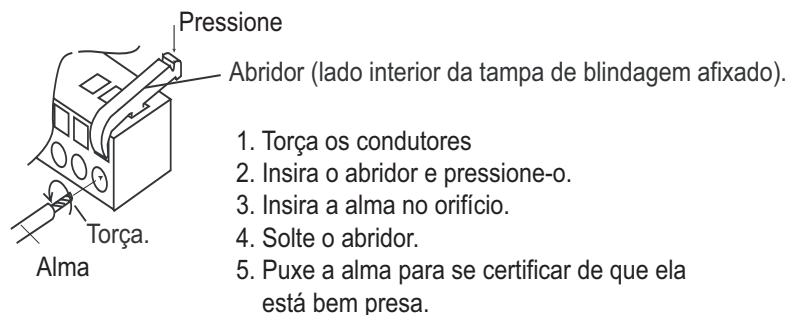 Pressione
Abridor (lado interior da tampa de blindagem afixado).
1. Torça os condutores
2. Insira o abridor e pressione-o.
3. Insira a alma no orifício.
Torça.
4. Solte o abridor.
Alma
5. Puxe a alma para se certificar de que ela
está bem presa.